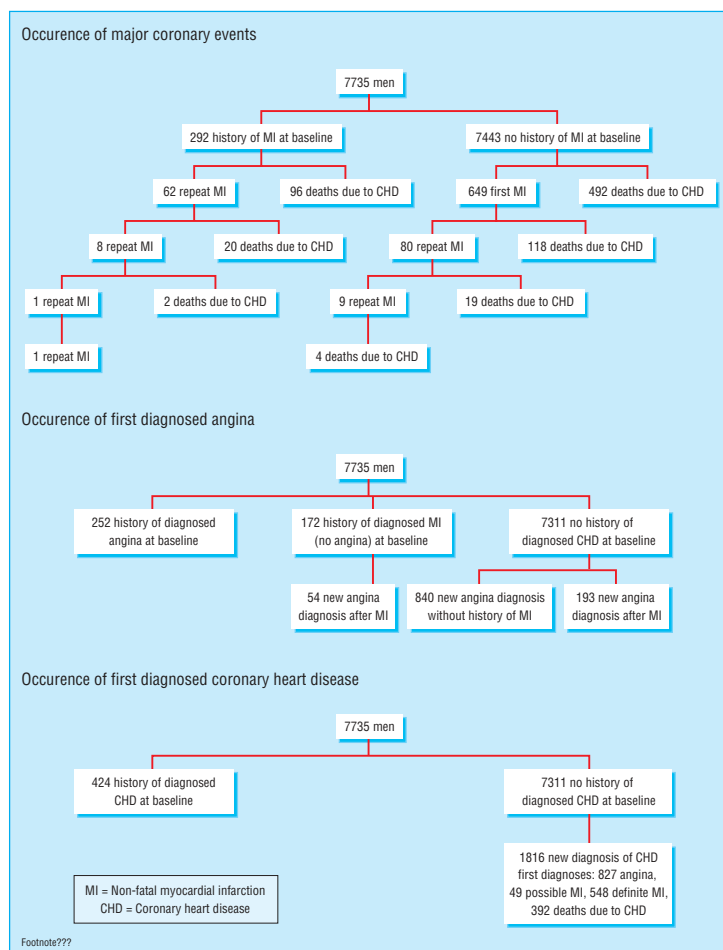 Occurence of major coronary events
7735 men
292 history of MI at baseline
7443 no history of MI at baseline
62 repeat MI
96 deaths due to CHD
649 first MI
492 deaths due to CHD
8 repeat MI
20 deaths due to CHD
80 repeat MI
118 deaths due to CHD
1 repeat MI
2 deaths due to CHD
9 repeat MI
19 deaths due to CHD
1 repeat MI
4 deaths due to CHD
Occurence of first diagnosed angina
7735 men
252 history of diagnosed
angina at baseline
172 history of diagnosed MI
(no angina) at baseline
7311 no history of
diagnosed CHD at baseline
54 new angina
diagnosis after MI
840 new angina diagnosis
without history of MI
193 new angina
diagnosis after MI
Occurence of first diagnosed coronary heart disease
7735 men
424 history of diagnosed
CHD at baseline
7311 no history of
diagnosed CHD at baseline
1816 new diagnosis of CHD
first diagnoses: 827 angina,
49 possible MI, 548 definite MI,
392 deaths due to CHD
MI = Non-fatal myocardial infarction
CHD = Coronary heart disease
Footnote???